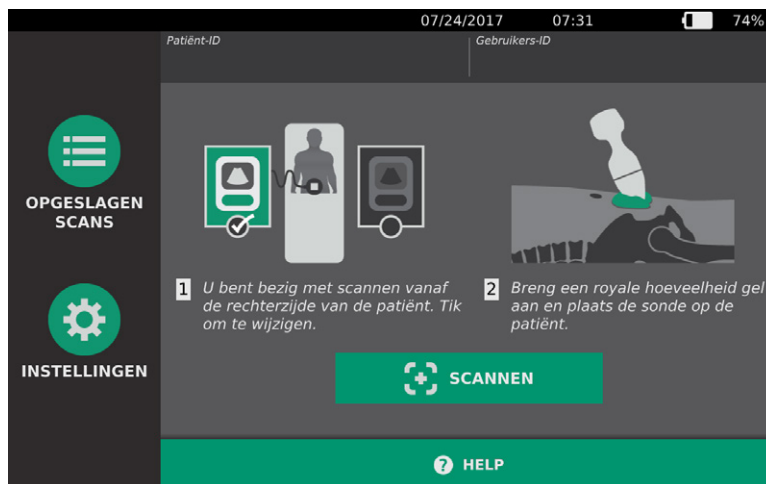 07/24/2017 07:31 74%
Patiënt-ID
Gebruikers-ID
OPGESLAGEN
SCANS
INSTELLINGEN
1 U bent bezig met scannen vanaf
de rechterzijde van de patiënt. Tik
om te wijzigen.
2 Breng een royale hoeveelheid gel
aan en plaats de sonde op de
patiënt.
SCANNEN
? HELP